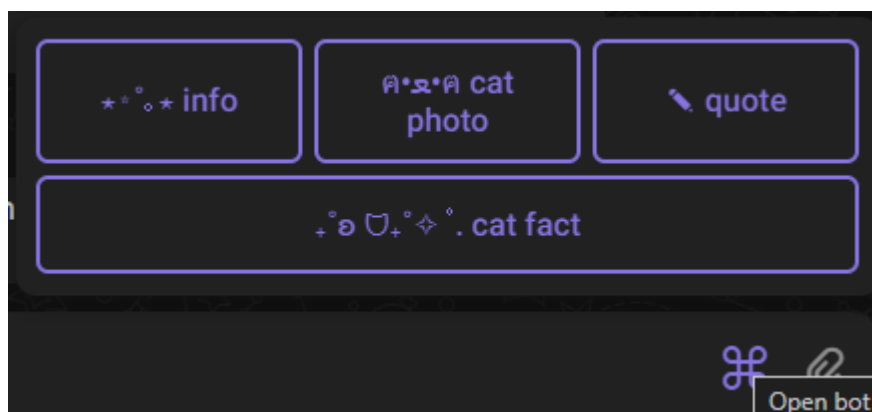 ⋆⭒˚｡⋆ info
ฅ^•ﻌ•^ฅ cat
photo
✎ quote
₊˚ʚ ᗢ₊˚✧ ﾟ. cat fact
Open bot